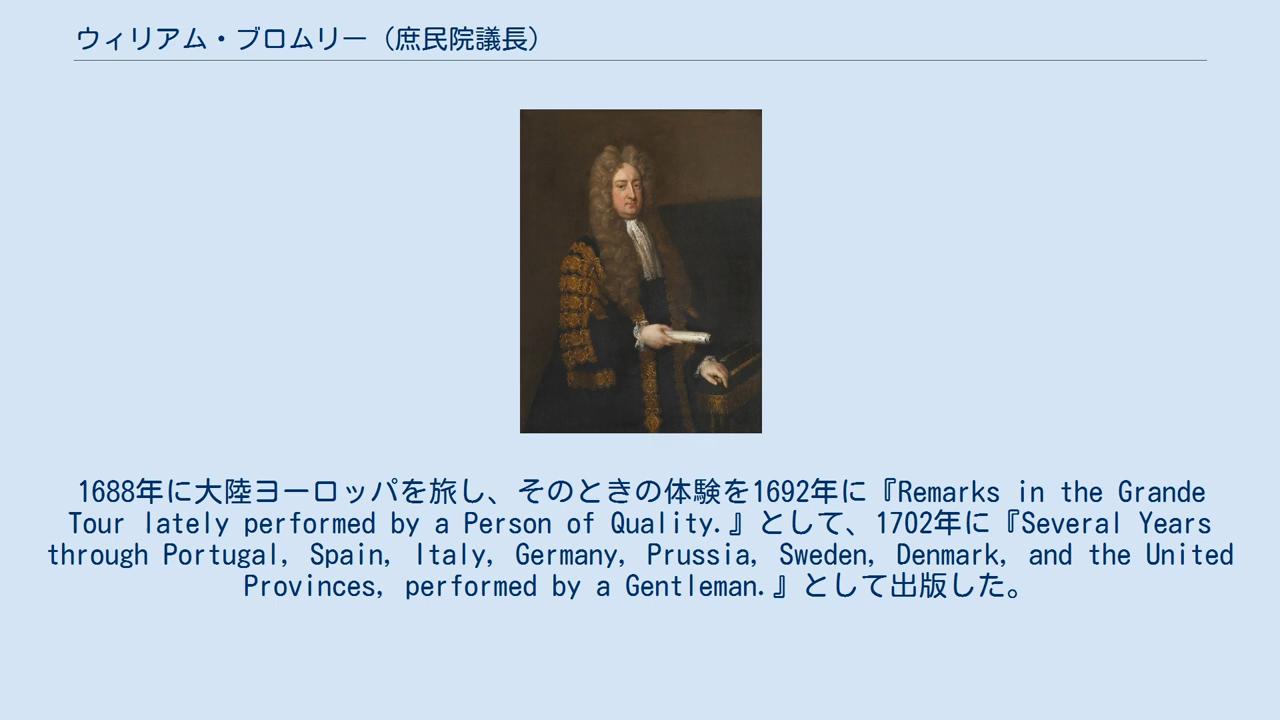 ウィリアム・ブロムリー（庶民院議長）
1688年に大陸ヨーロッパを旅し、そのときの体験を1692年に『Remarks in the Grande
Tour lately performed by a Person of Quality.』として、1702年に『Several Years
through Portugal, Spain, Italy, Germany, Prussia, Sweden, Denmark, and the United
Provinces, performed by a Gentleman.』として出版した。